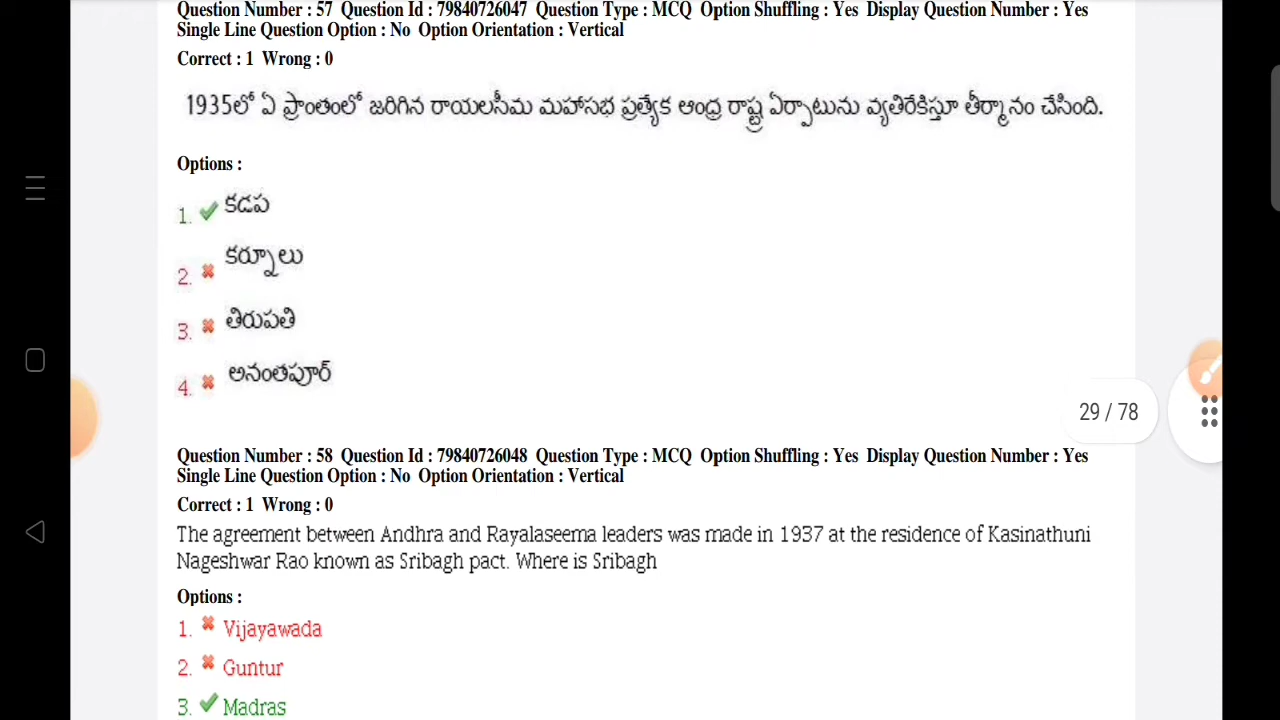 Question Number : 57 Question Id : 79840726047 Question Type : MCQ Option Shuffling : Yes Display Question Number : Yes
Single Line Question Option : No Option Orientation : Vertical
Correct : 1 Wrong : 0
1935లో ఏ ప్రాంతంలో జరిగిన రాయలసీమ మహాసభ ప్రత్యేక ఆంధ్ర రాష్ట్ర ఏర్పాటును వ్యతిరేకిస్తూ తీర్మానం చేసింది.
Options :
1. కడప
2. కర్నూలు
3. తిరుపతి
4. అనంతపూర్
29 / 78
Question Number : 58 Question Id : 79840726048 Question Type : MCQ Option Shuffling : Yes Display Question Number : Yes
Single Line Question Option : No Option Orientation : Vertical
Correct : 1 Wrong : 0
The agreement between Andhra and Rayalaseema leaders was made in 1937 at the residence of Kasinathuni
Nageshwar Rao known as Sribagh pact. Where is Sribagh
Options :
1. Vijayawada
2. Guntur
3. Madras